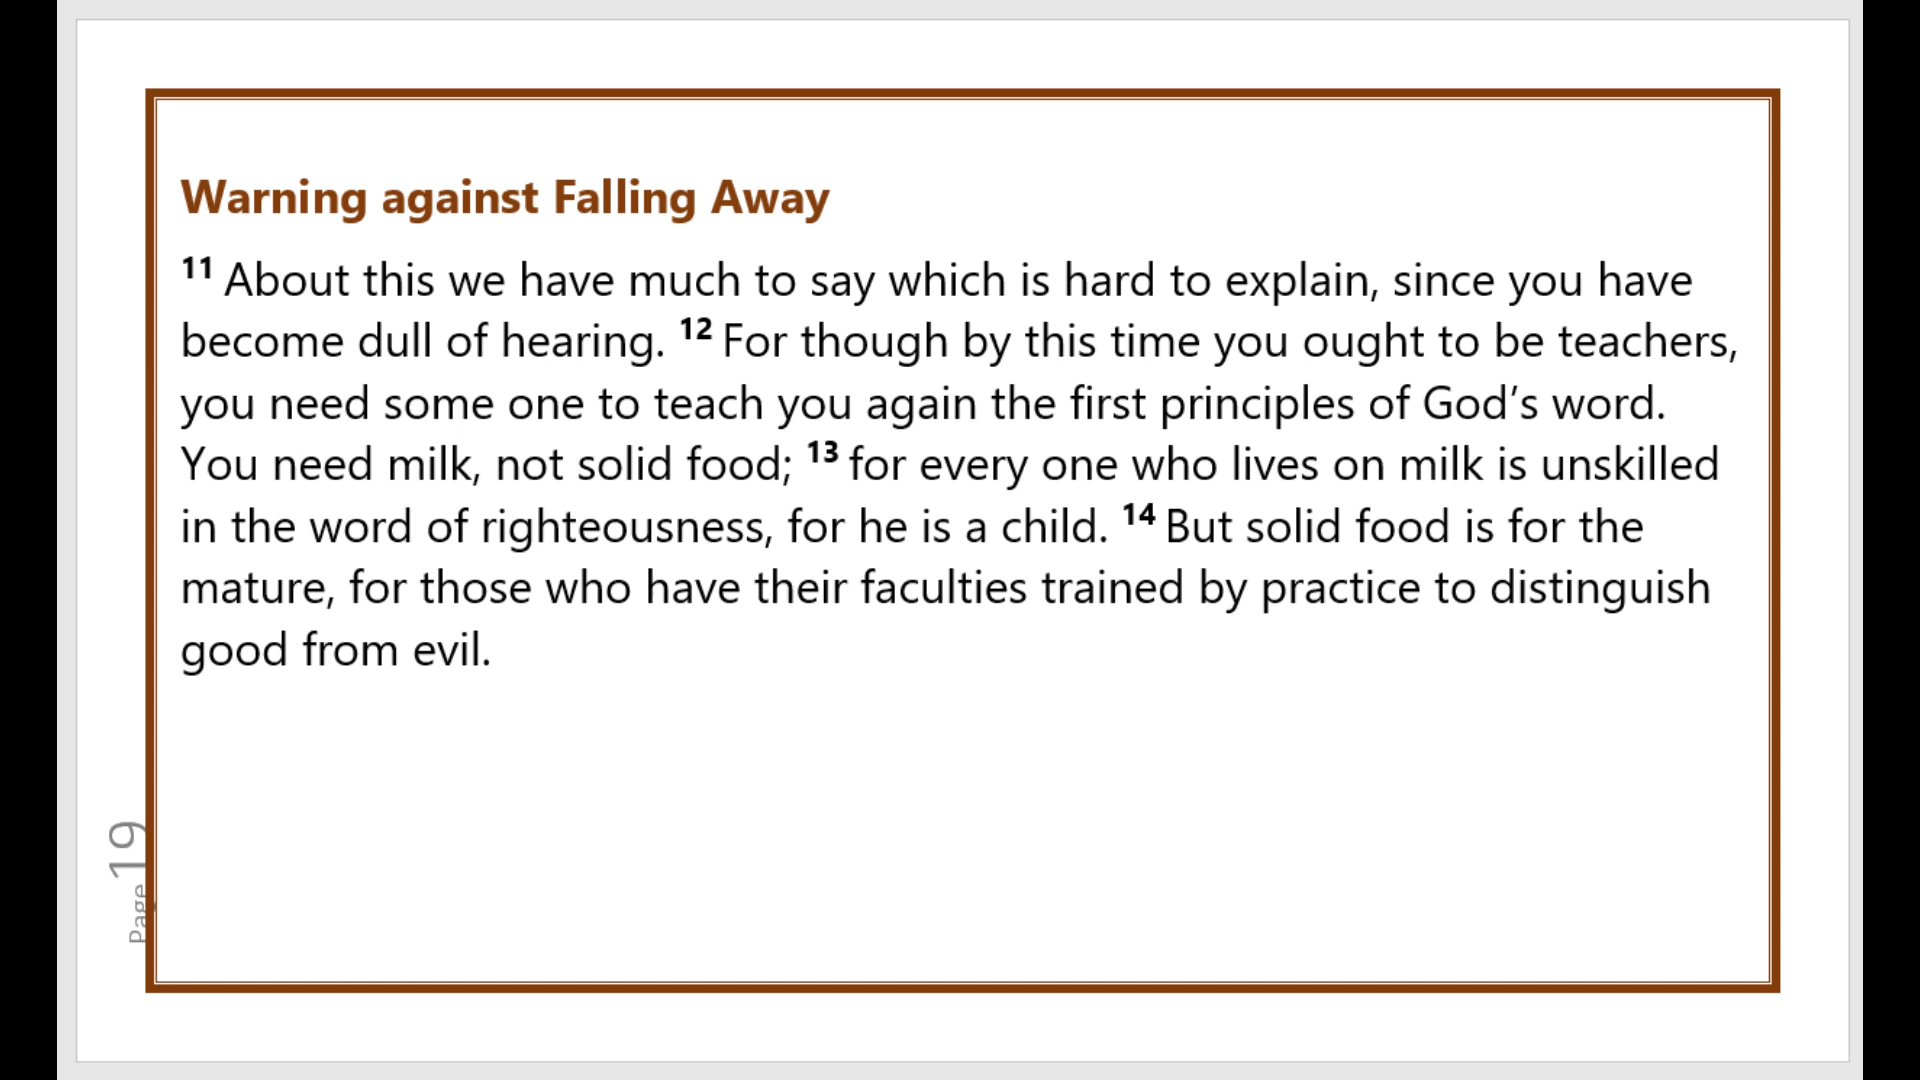 Warning against Falling Away
11 About this we have much to say which is hard to explain, since you have
become dull of hearing. 12 For though by this time you ought to be teachers,
you need some one to teach you again the first principles of God’s word.
You need milk, not solid food; 13 for every one who lives on milk is unskilled
in the word of righteousness, for he is a child. 14 But solid food is for the
mature, for those who have their faculties trained by practice to distinguish
good from evil.
Page 19